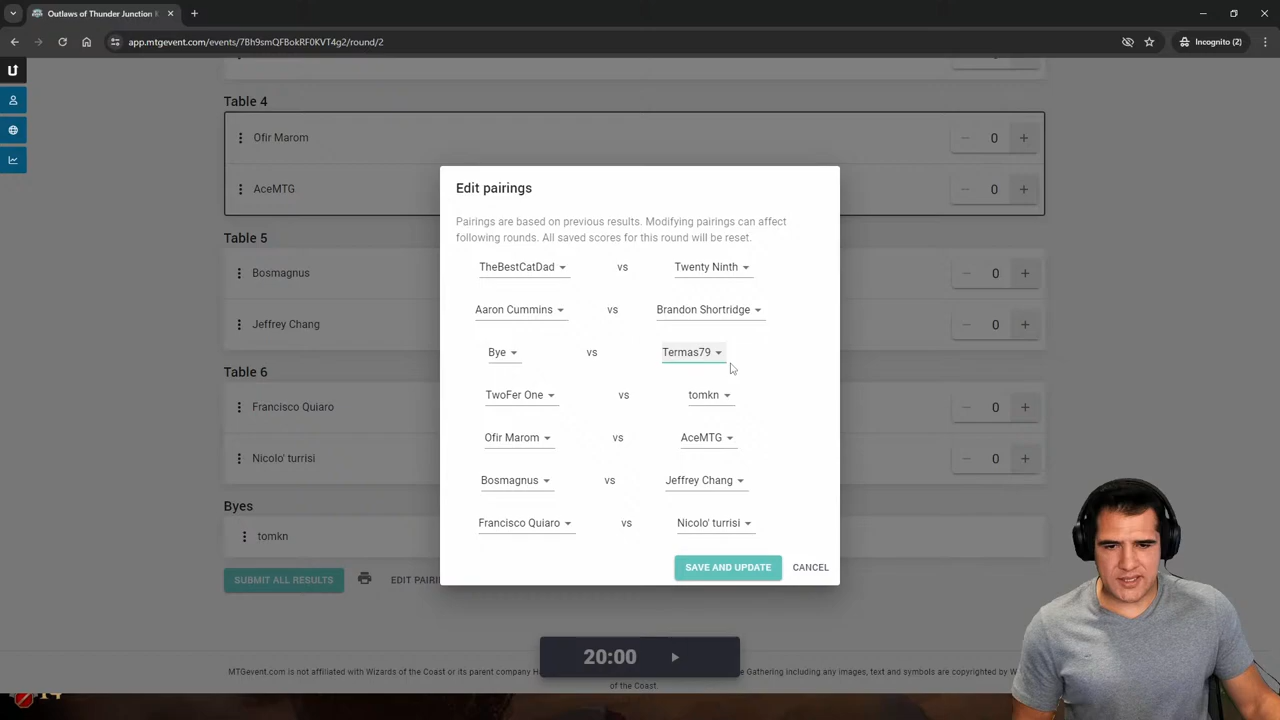 Outlaws of Thunder Junction
app.mtgevent.com/events/7Bh9smQFBokRF0KVT4g2/round/2
Incognito (2)
Table 4
Ofir Marom
0
AceMTG
0
Table 5
Bosmagnus
0
Jeffrey Chang
0
Table 6
Francisco Quiaro
0
Nicolo' turrisi
0
Byes
tomkn
SUBMIT ALL RESULTS
EDIT PAIRI
Edit pairings
Pairings are based on previous results. Modifying pairings can affect
following rounds. All saved scores for this round will be reset.
TheBestCatDad vs Twenty Ninth
Aaron Cummins vs Brandon Shortridge
Bye vs Termas79
TwoFer One vs tomkn
Ofir Marom vs AceMTG
Bosmagnus vs Jeffrey Chang
Francisco Quiaro vs Nicolo' turrisi
SAVE AND UPDATE CANCEL
20:00
MTGevent.com is not affiliated with Wizards of the Coast or its parent company Gathering including any images, text and symbols are copyrighted by
of the Coast.